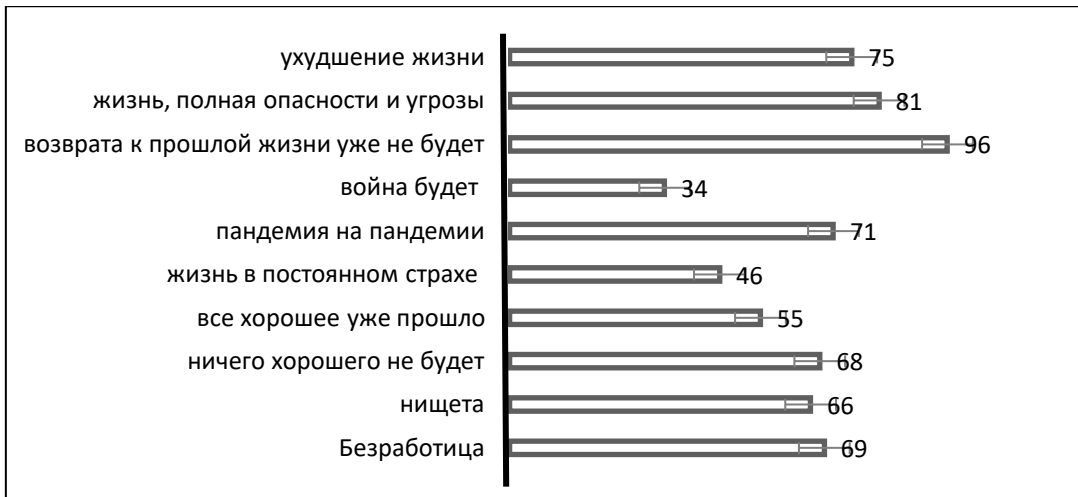 ухудшение жизни 75
жизнь, полная опасности и угрозы 81
возврата к прошлой жизни уже не будет 96
война будет 34
пандемия на пандемии 71
жизнь в постоянном страхе 46
все хорошее уже прошло 55
ничего хорошего не будет 68
нищета 66
Безработица 69